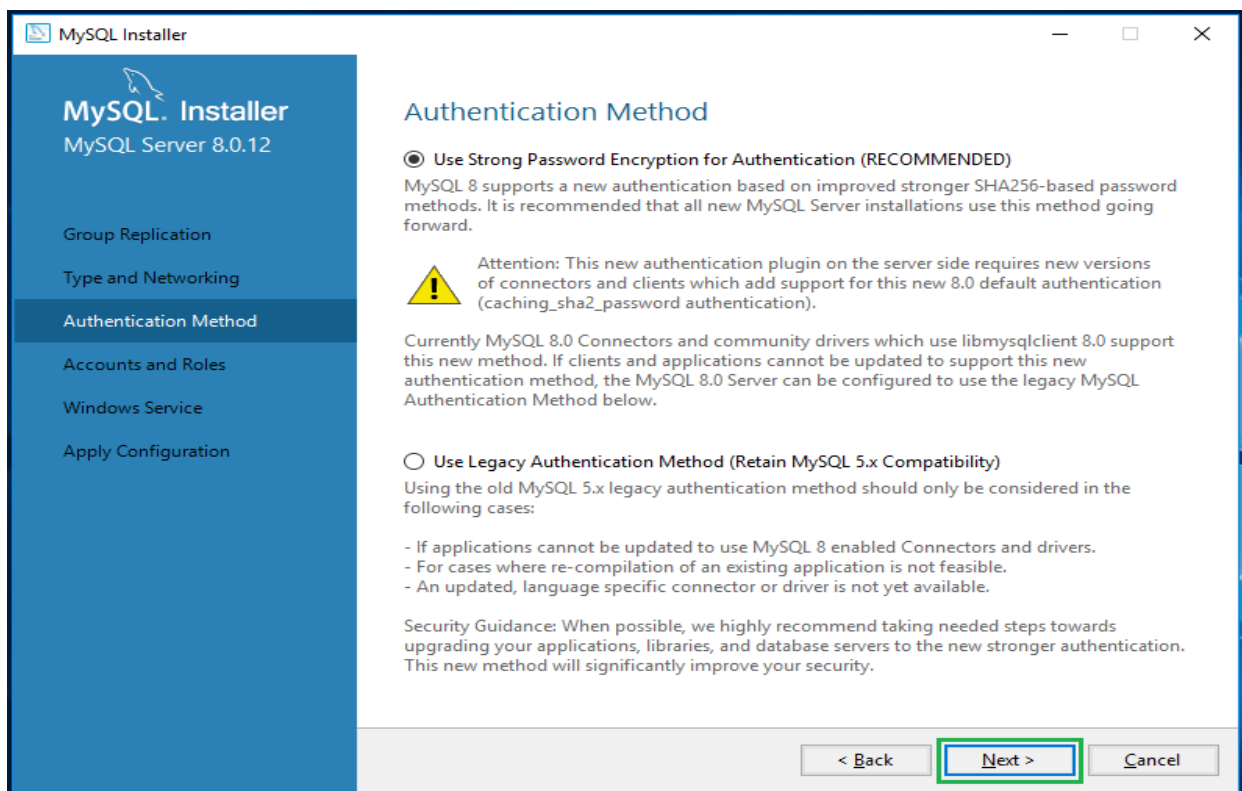 MySQL Installer
MySQL. Installer
MySQL Server 8.0.12
Group Replication
Type and Networking
Authentication Method
Accounts and Roles
Windows Service
Apply Configuration
Authentication Method
Use Strong Password Encryption for Authentication (RECOMMENDED)
MySQL 8 supports a new authentication based on improved stronger SHA256-based password
methods. It is recommended that all new MySQL Server installations use this method going
forward.
Attention: This new authentication plugin on the server side requires new versions
of connectors and clients which add support for this new 8.0 default authentication
(caching_sha2_password authentication).
Currently MySQL 8.0 Connectors and community drivers which use libmysqlclient 8.0 support
this new method. If clients and applications cannot be updated to support this new
authentication method, the MySQL 8.0 Server can be configured to use the legacy MySQL
Authentication Method below.
Use Legacy Authentication Method (Retain MySQL 5.x Compatibility)
Using the old MySQL 5.x legacy authentication method should only be considered in the
following cases:
- If applications cannot be updated to use MySQL 8 enabled Connectors and drivers.
- For cases where re-compilation of an existing application is not feasible.
- An updated, language specific connector or driver is not yet available.
Security Guidance: When possible, we highly recommend taking needed steps towards
upgrading your applications, libraries, and database servers to the new stronger authentication.
This new method will significantly improve your security.
< Back
Next >
Cancel